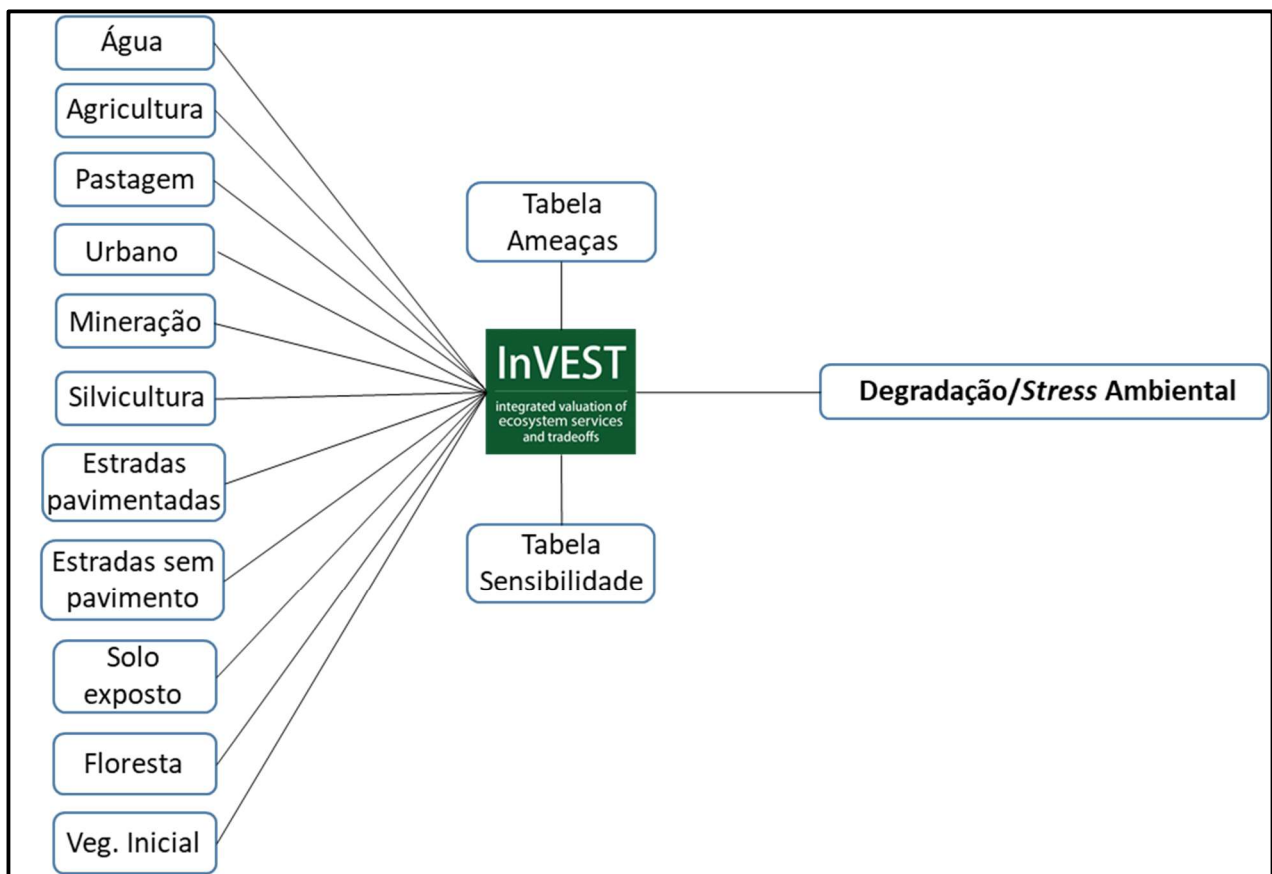 Água
Agricultura
Pastagem
Urbano
Mineração
Silvicultura
Estradas
pavimentadas
Estradas sem
pavimento
Solo
exposto
Floresta
Veg. Inicial
Tabela
Ameaças
InVEST
integrated valuation of
ecosystem services
and tradeoffs
Tabela
Sensibilidade
Degradação/Stress Ambiental